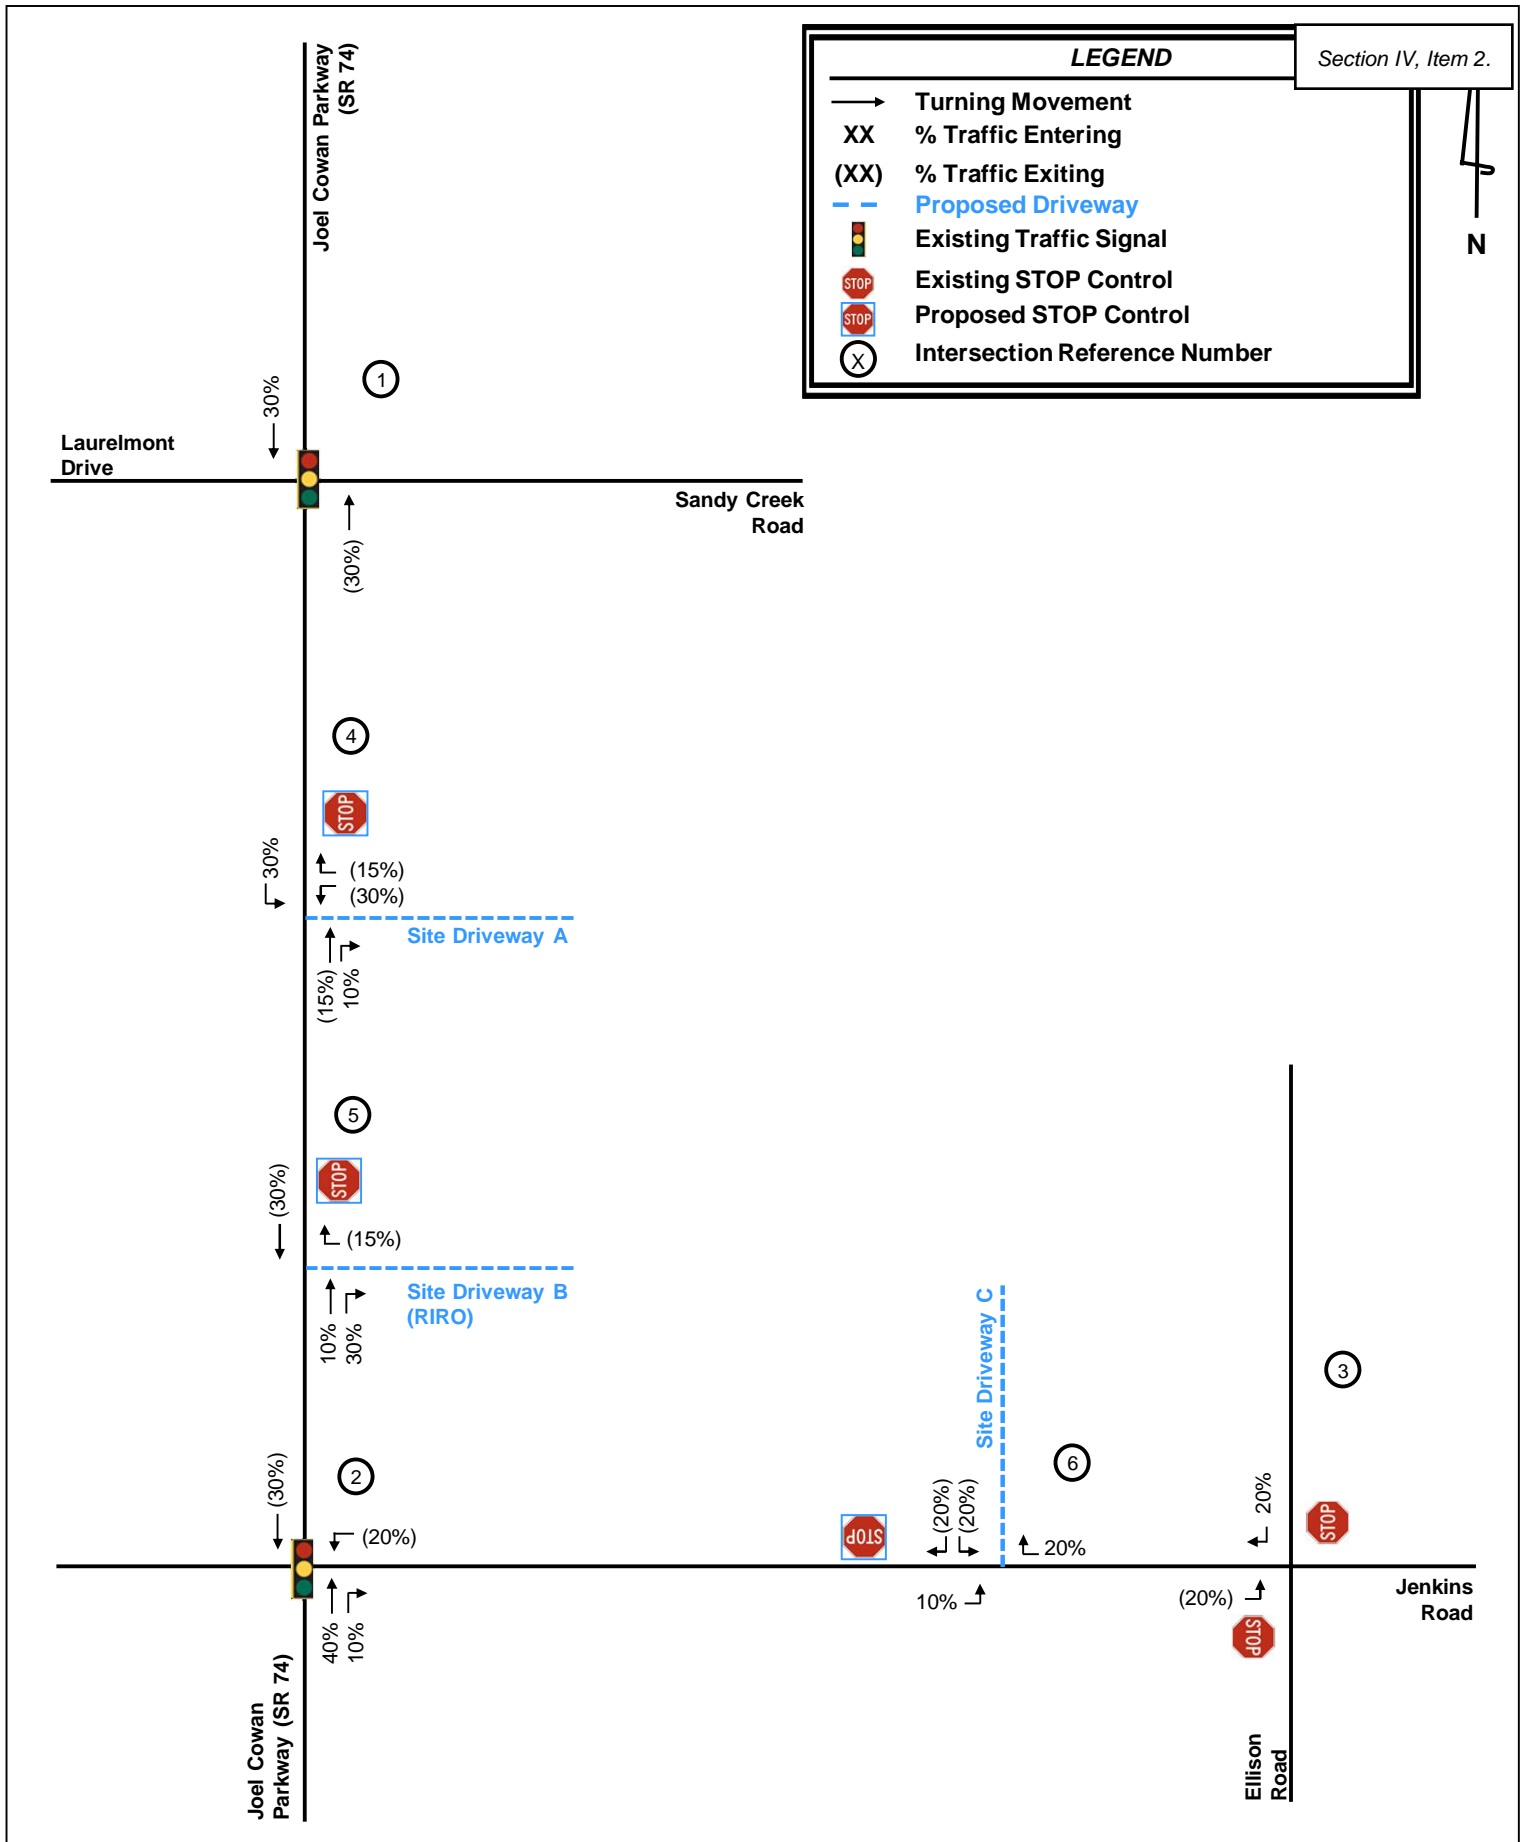 Joel Cowan Parkway
(SR 74)
LEGEND
Section IV, Item 2.
Turning Movement
XX % Traffic Entering
(XX) % Traffic Exiting
Proposed Driveway
Existing Traffic Signal
STOP Existing STOP Control
STOP Proposed STOP Control
X Intersection Reference Number
N
1
30%
Laurelmont
Drive
Sandy Creek
Road
(30%)
4
STOP
30%
(15%)
(30%)
Site Driveway A
(15%)
10%
5
STOP
(30%)
(15%)
Site Driveway B
(RIRO)
10%
30%
Site Driveway C
3
2
6
(30%)
(20%)
STOP
(20%)
(20%)
20%
20%
STOP
10%
(20%)
STOP
Jenkins
Road
40%
10%
Joel Cowan
Parkway (SR 74)
Ellison
Road